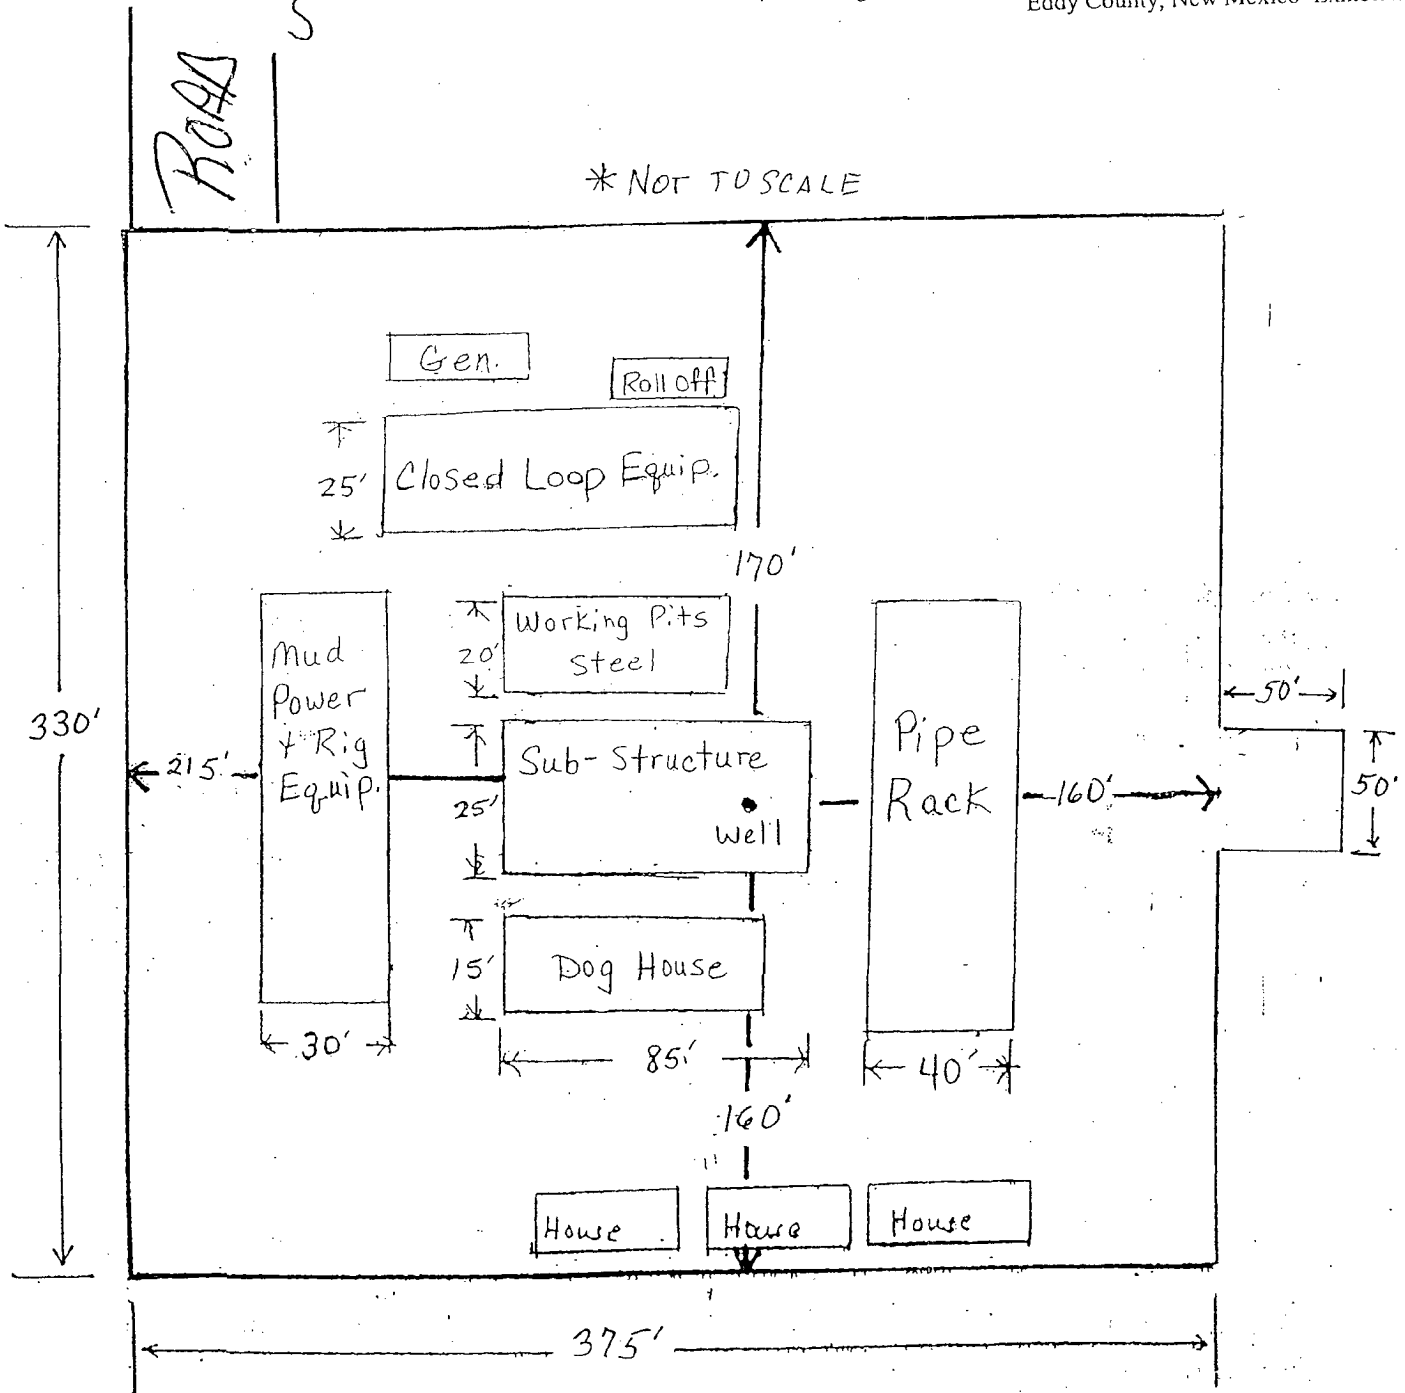 Eddy County, New Mexico
S
ROAD
* NOT TO SCALE
Gen.
Roll Off
25'
Closed Loop Equip.
170'
Working Pits
Steel
20'
Mud
Power
+ Rig
Equip.
330'
215'
Sub-Structure
25'
Well
Pipe
Rack
160'
50'
50'
15'
Dog House
30'
85'
40'
160'
House
House
House
375'